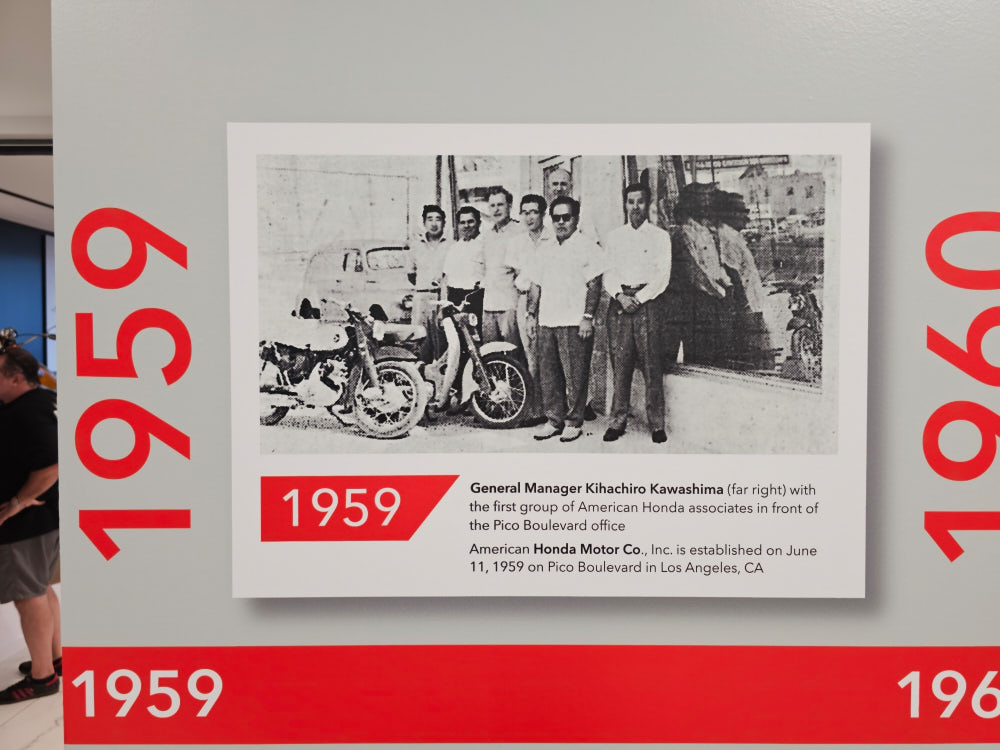 1959
1959
General Manager Kihachiro Kawashima (far right) with
the first group of American Honda associates in front of
the Pico Boulevard office
American Honda Motor Co., Inc. is established on June
11, 1959 on Pico Boulevard in Los Angeles, CA
1960
1959
196